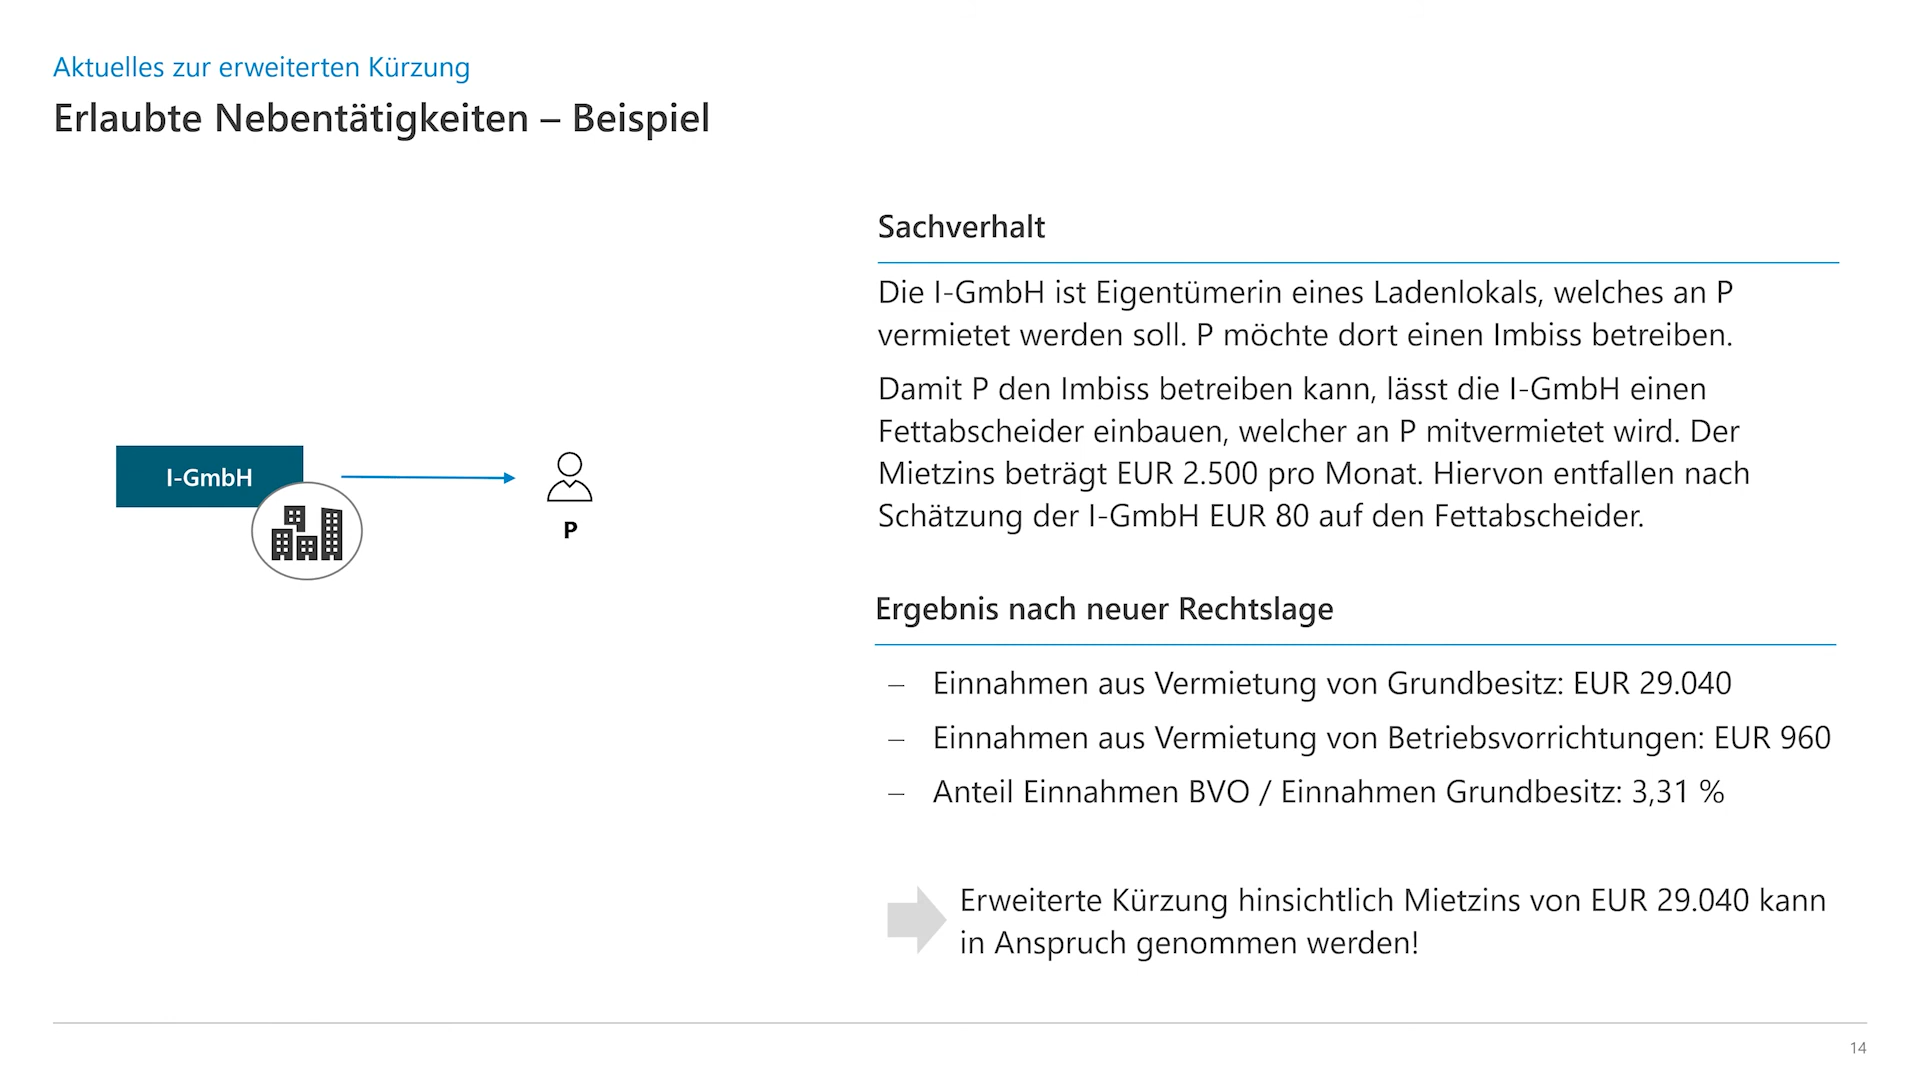 Aktuelles zur erweiterten Kürzung
Erlaubte Nebentätigkeiten – Beispiel
I-GmbH
P
Sachverhalt
Die I-GmbH ist Eigentümerin eines Ladenlokals, welches an P
vermietet werden soll. P möchte dort einen Imbiss betreiben.
Damit P den Imbiss betreiben kann, lässt die I-GmbH einen
Fettabscheider einbauen, welcher an P mitvermietet wird. Der
Mietzins beträgt EUR 2.500 pro Monat. Hiervon entfallen nach
Schätzung der I-GmbH EUR 80 auf den Fettabscheider.
Ergebnis nach neuer Rechtslage
– Einnahmen aus Vermietung von Grundbesitz: EUR 29.040
– Einnahmen aus Vermietung von Betriebsvorrichtungen: EUR 960
– Anteil Einnahmen BVO / Einnahmen Grundbesitz: 3,31 %
Erweiterte Kürzung hinsichtlich Mietzins von EUR 29.040 kann
in Anspruch genommen werden!
14